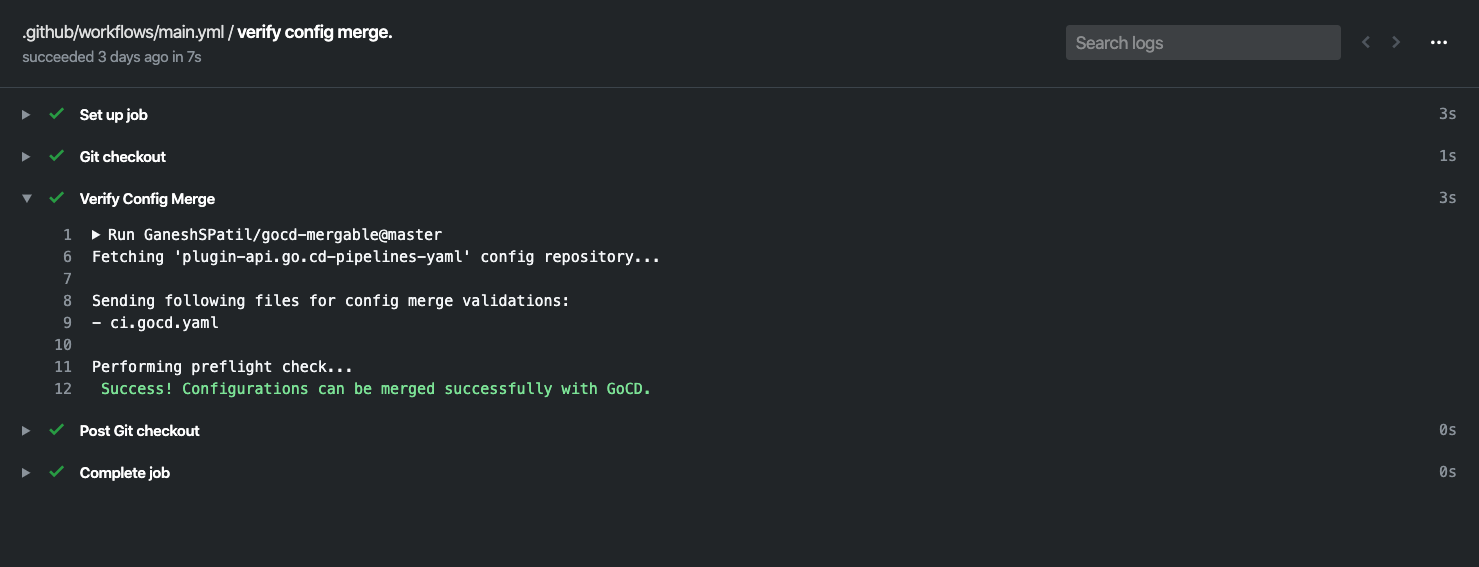 .github/workflows/main.yml / verify config merge.
succeeded 3 days ago in 7s
Search logs
Set up job 3s
Git checkout 1s
Verify Config Merge 3s
1 Run GaneshSPatil/gocd-mergable@master
6 Fetching 'plugin-api.go.cd-pipelines-yaml' config repository...
7
8 Sending following files for config merge validations:
9 - ci.gocd.yaml
10
11 Performing preflight check...
12 Success! Configurations can be merged successfully with GoCD.
Post Git checkout 0s
Complete job 0s